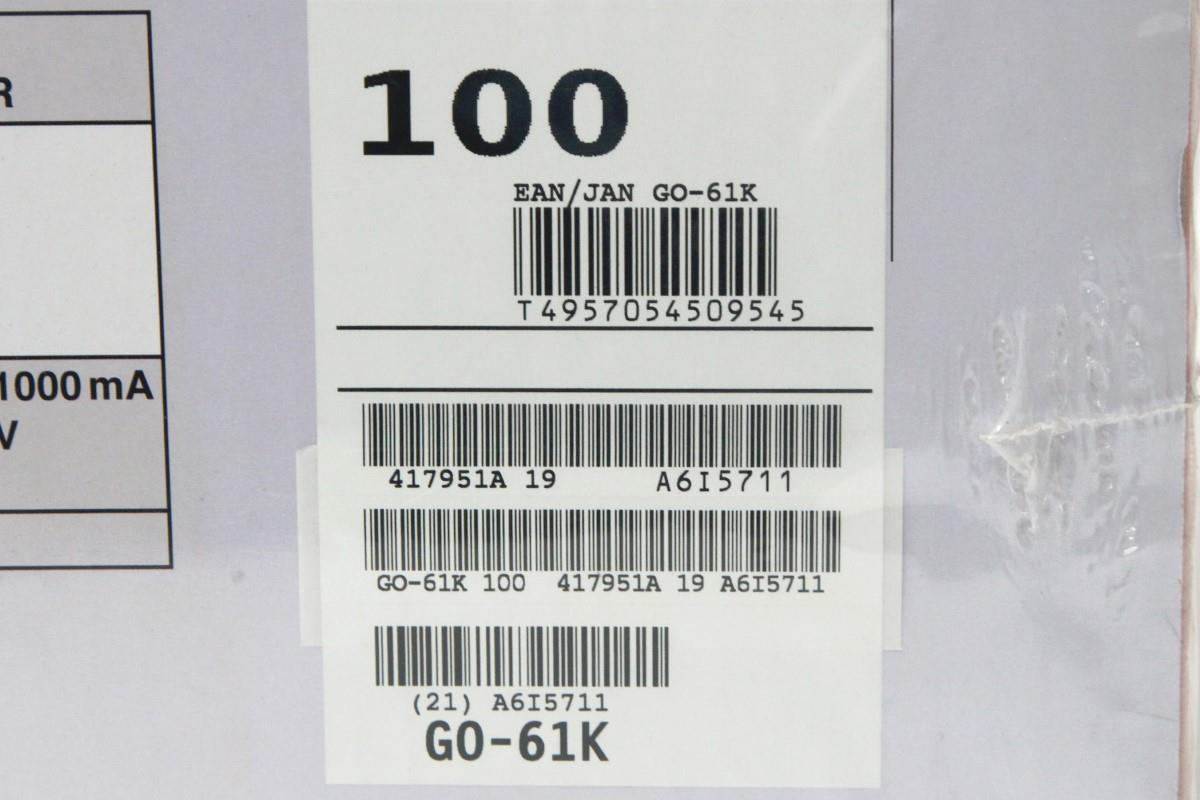 R
1000 mA
V
100
EAN/JAN GO-61K
T4957054509545
417951A 19 A6I5711
GO-61K 100 417951A 19 A6I5711
(21) A6I5711
GO-61K